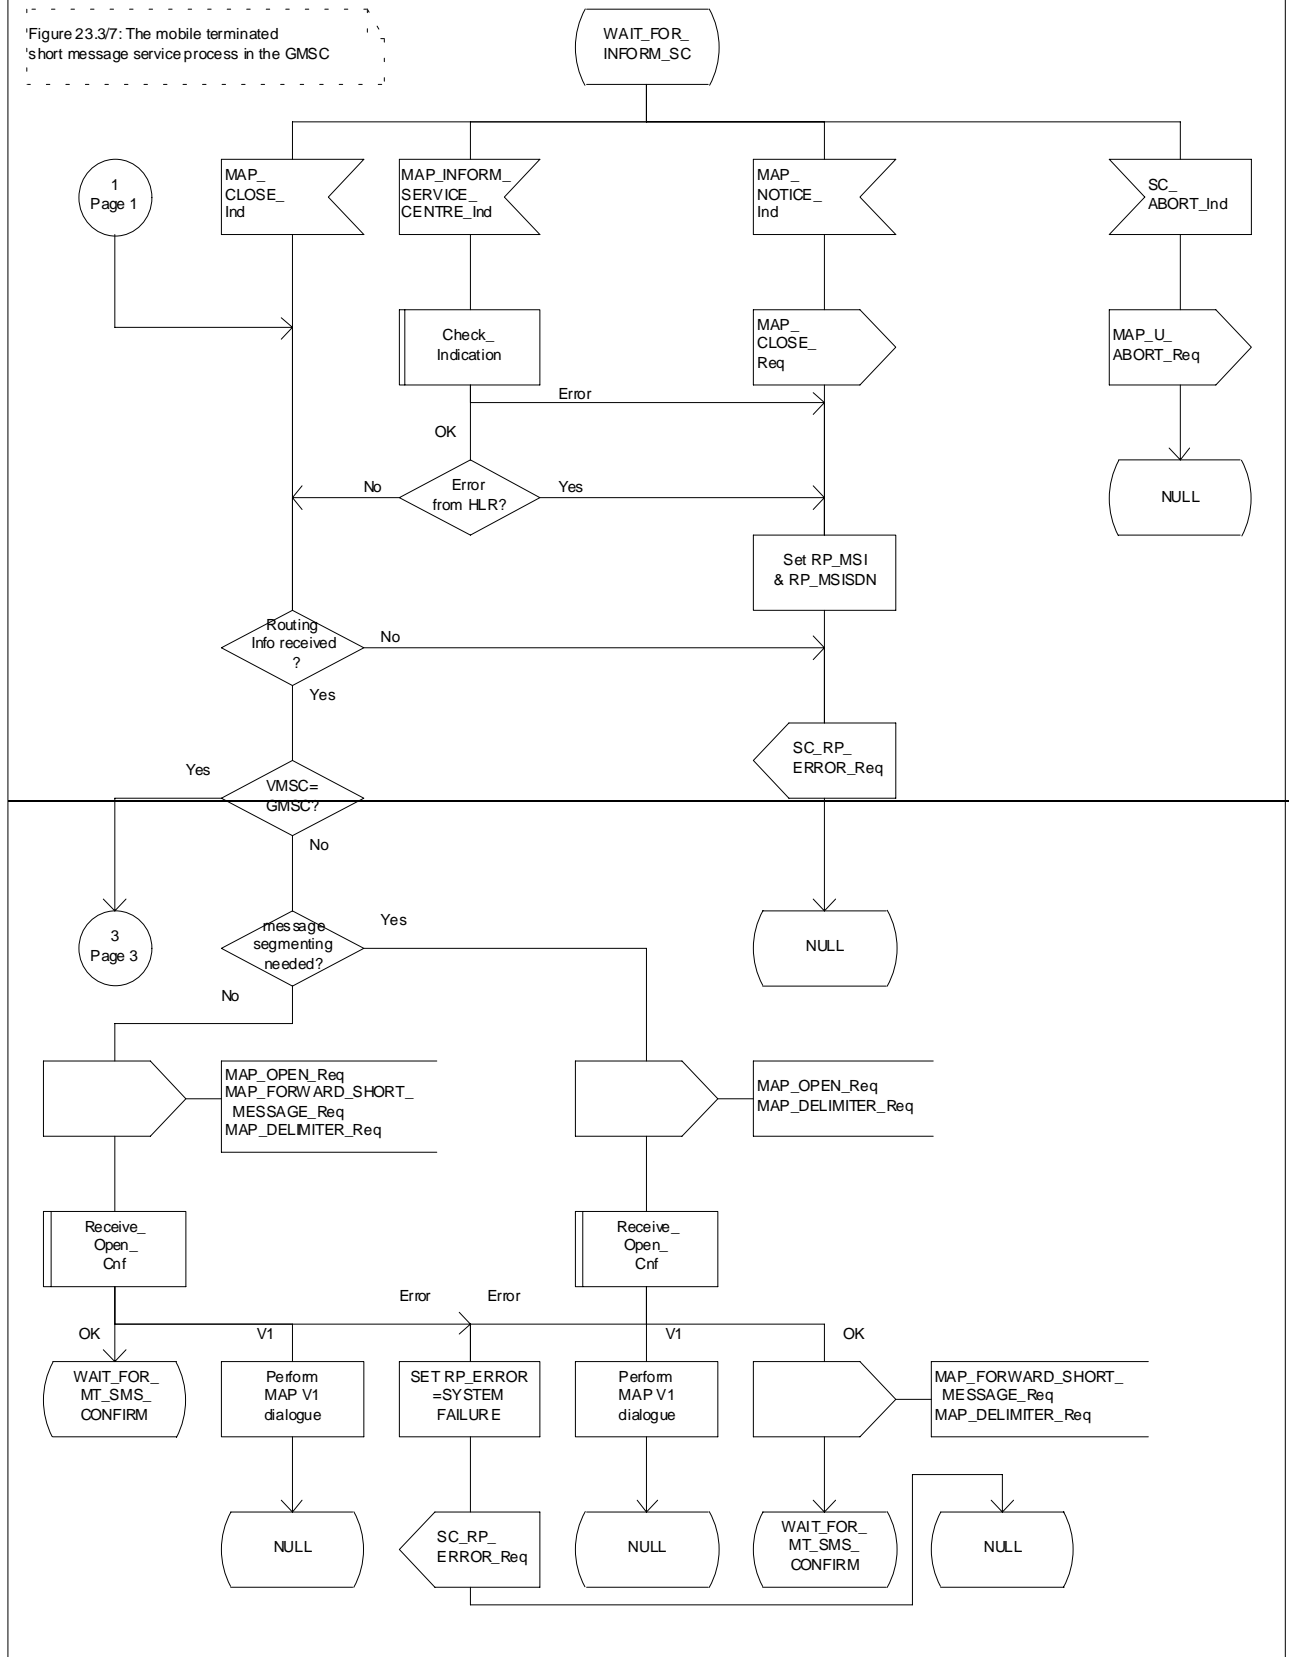 Figure 23.3/7: The mobile terminated
short message service process in the GMSC
WAIT_FOR_
INFORM_SC
1
Page 1
MAP_
CLOSE_
Ind
MAP_INFORM_
SERVICE_
CENTRE_Ind
MAP_
NOTICE_
Ind
SC_
ABORT_Ind
Check_
Indication
MAP_
CLOSE_
Req
MAP_U_
ABORT_Req
Error
OK
No
Error
from HLR?
Yes
NULL
Set RP_MSI
& RP_MSISDN
Routing
Info received
?
No
Yes
SC_RP_
ERROR_Req
Yes
VMSC=
GMSC?
No
3
Page 3
message
segmenting
needed?
Yes
NULL
No
MAP_OPEN_Req
MAP_FORWARD_SHORT_
MESSAGE_Req
MAP_DELIMITER_Req
MAP_OPEN_Req
MAP_DELIMITER_Req
Receive_
Open_
Cnf
Receive_
Open_
Cnf
Error
Error
OK
V1
V1
OK
WAIT_FOR_
MT_SMS_
CONFIRM
Perform
MAP V1
dialogue
SET RP_ERROR
=SYSTEM
FAILURE
Perform
MAP V1
dialogue
MAP_FORWARD_SHORT_
MESSAGE_Req
MAP_DELIMITER_Req
NULL
SC_RP_
ERROR_Req
NULL
WAIT_FOR_
MT_SMS_
CONFIRM
NULL